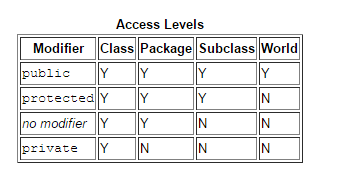 Access Levels
Modifier Class Package Subclass World
public Y Y Y Y
protected Y Y Y N
no modifier Y Y N N
private Y N N N